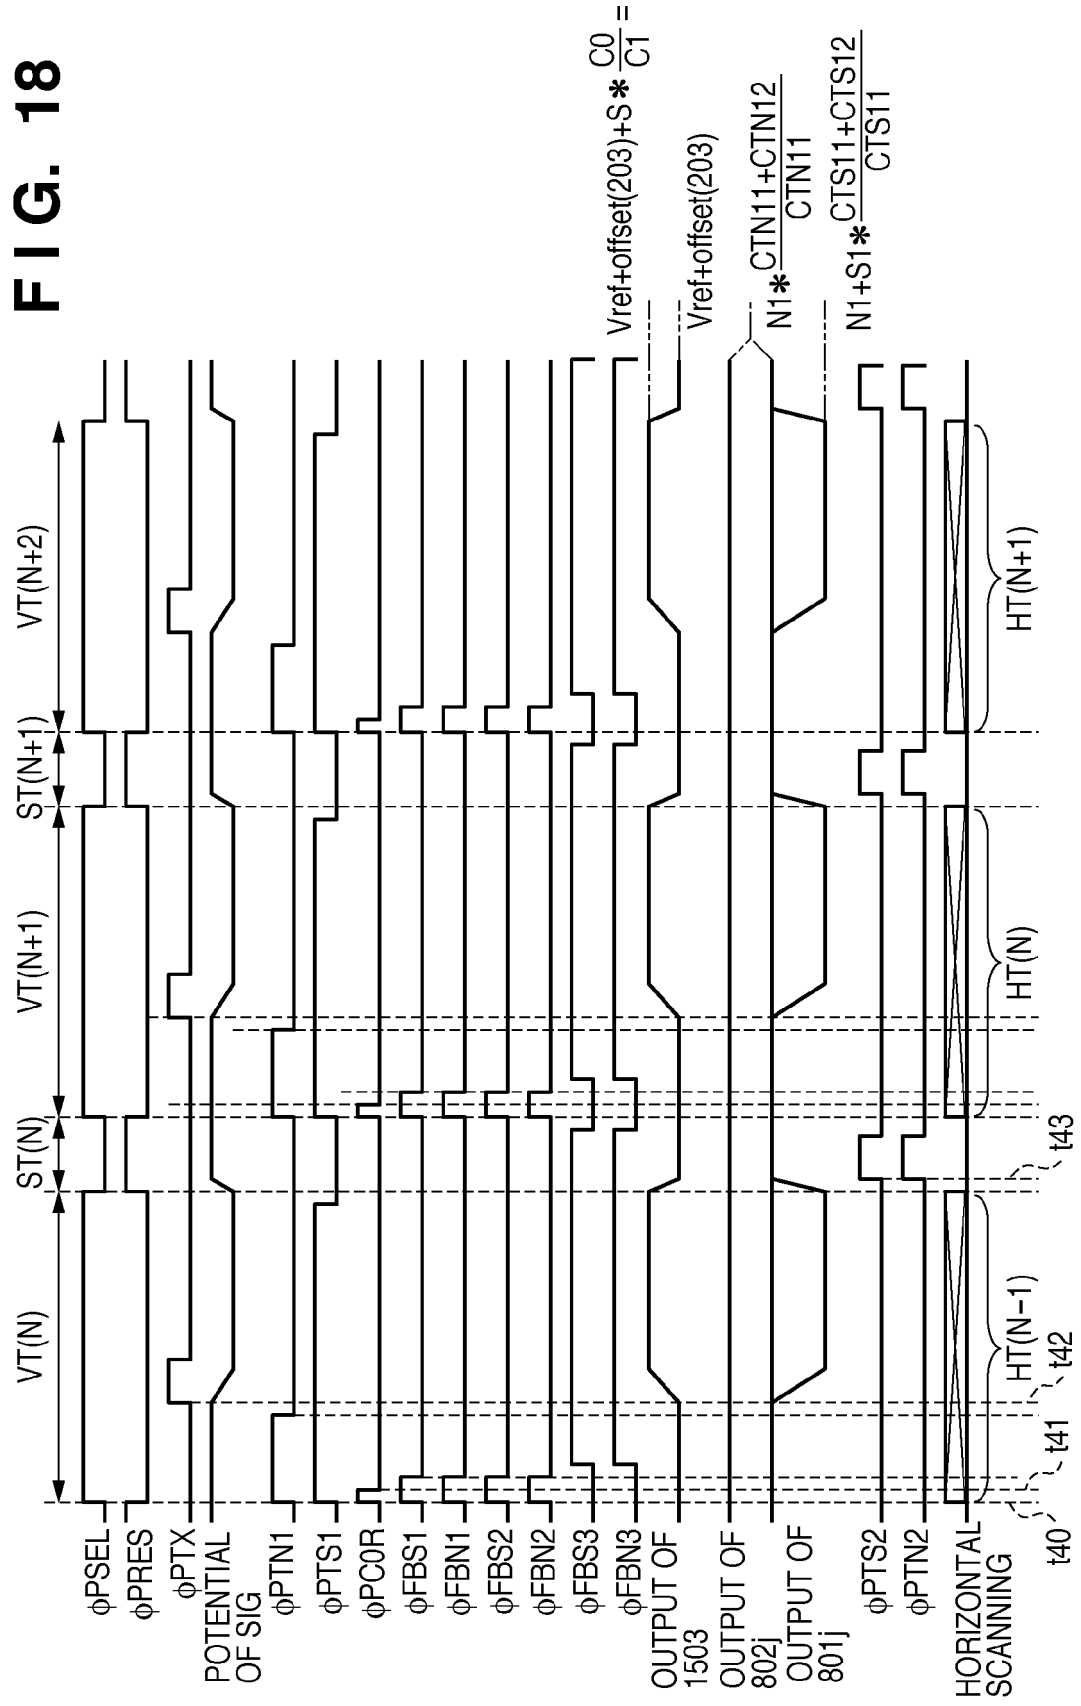 FIG. 18
VT(N)
ST(N)
VT(N+1)
ST(N+1)
VT(N+2)
φPSEL
φPRES
φPTX
POTENTIAL
OF SIG
φPTN1
φPTS1
φPC0R
φFBS1
φFBN1
φFBS2
φFBN2
φFBS3
φFBN3
OUTPUT OF
1503
Vref+offset(203)+S*C0/C1 =
Vref+offset(203)
OUTPUT OF
802j
N1*(CTN11+CTN12)/CTN11
OUTPUT OF
801j
N1+S1*(CTS11+CTS12)/CTS11
φPTS2
φPTN2
HORIZONTAL
SCANNING
HT(N-1)
HT(N)
HT(N+1)
t40
t41
t42
t43